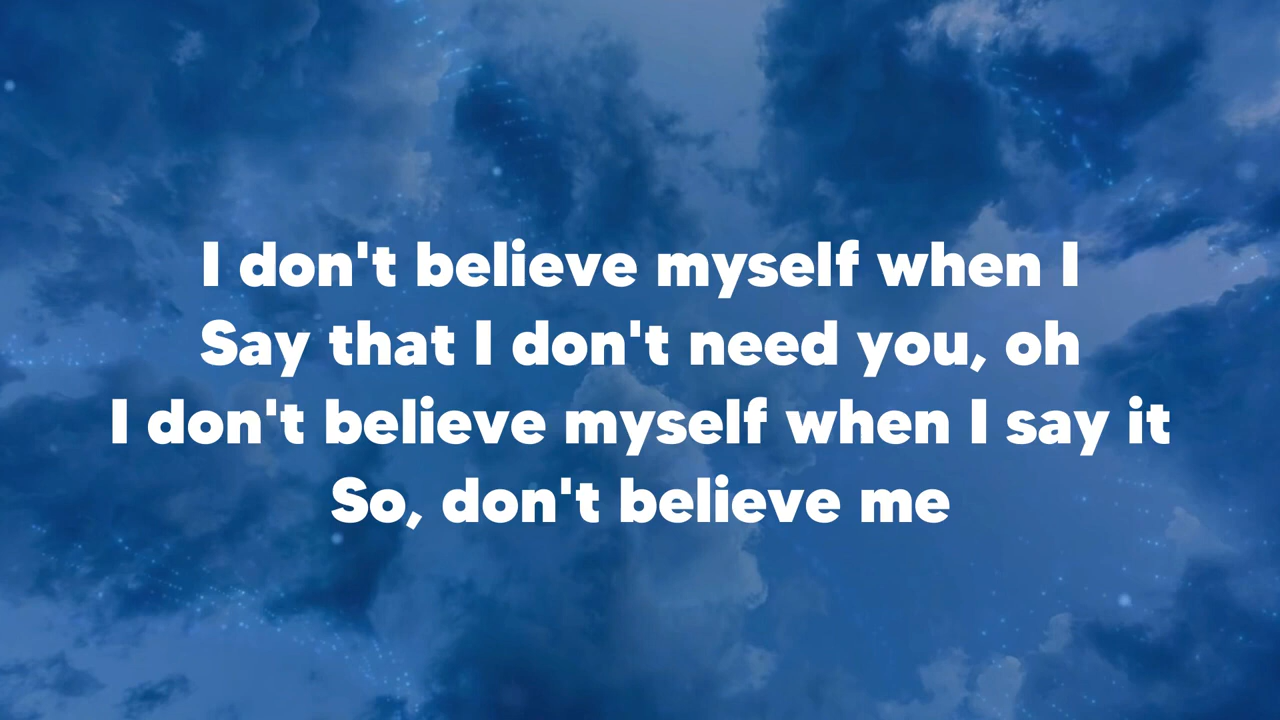 I don't believe myself when I
Say that I don't need you, oh
I don't believe myself when I say it
So, don't believe me